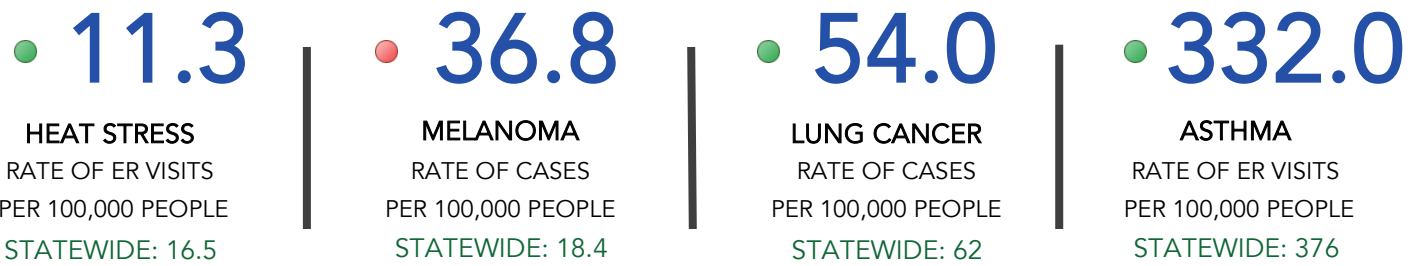 11.3
HEAT STRESS
RATE OF ER VISITS
PER 100,000 PEOPLE
STATEWIDE: 16.5
36.8
MELANOMA
RATE OF CASES
PER 100,000 PEOPLE
STATEWIDE: 18.4
54.0
LUNG CANCER
RATE OF CASES
PER 100,000 PEOPLE
STATEWIDE: 62
332.0
ASTHMA
RATE OF ER VISITS
PER 100,000 PEOPLE
STATEWIDE: 376